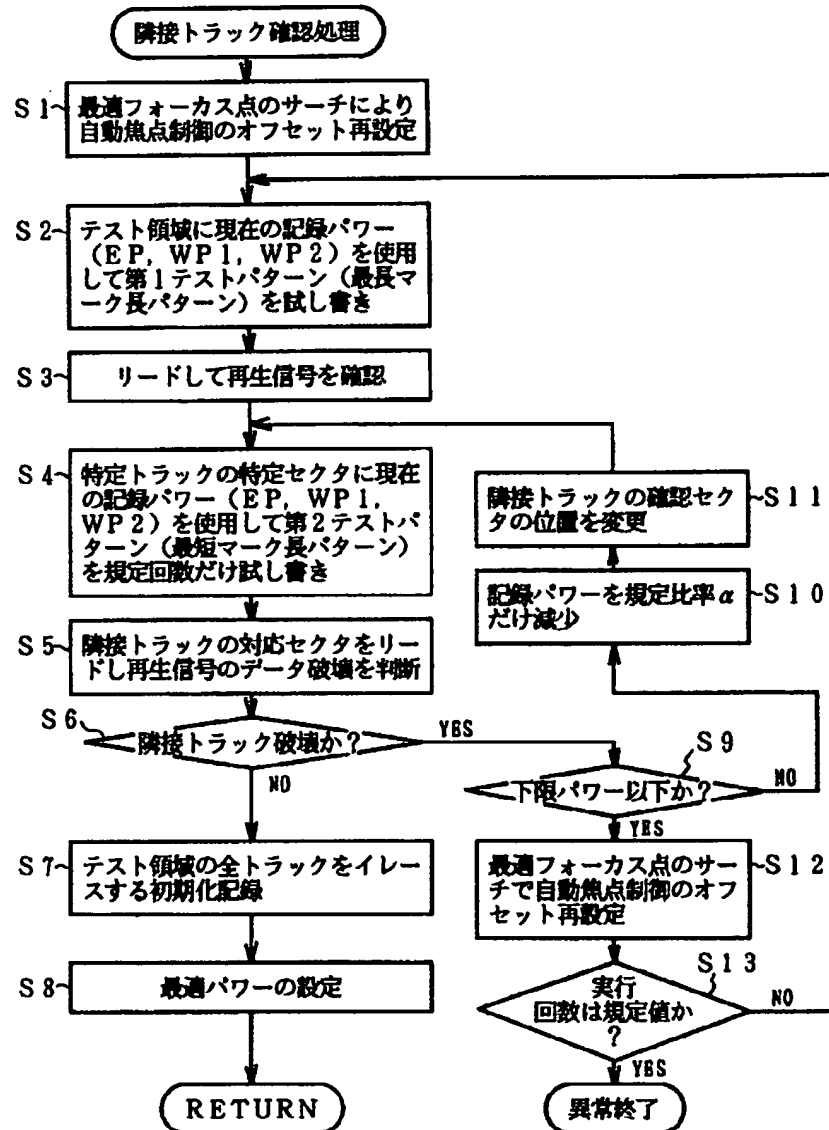 隣接トラック確認処理
S1
最適フォーカス点のサーチにより
自動焦点制御のオフセット再設定
S2
テスト領域に現在の記録パワー
(EP, WP1, WP2)を使用
して第1テストパターン(最長マ
ーク長パターン)を試し書き
S3
リードして再生信号を確認
S4
特定トラックの特定セクタに現在
の記録パワー(EP, WP1,
WP2)を使用して第2テストパ
ターン(最短マーク長パターン)
を規定回数だけ試し書き
S5
隣接トラックの対応セクタをリー
ドし再生信号のデータ破壊を判断
S6
隣接トラック破壊か?
YES
NO
S7
テスト領域の全トラックをイレー
スする初期化記録
S8
最適パワーの設定
RETURN
隣接トラックの確認セク
タの位置を変更
S11
記録パワーを規定比率α
だけ減少
S10
S9
下限パワー以下か?
NO
YES
最適フォーカス点のサー
チで自動焦点制御のオフ
セット再設定
S12
S13
実行
回数は規定値か
?
NO
YES
異常終了